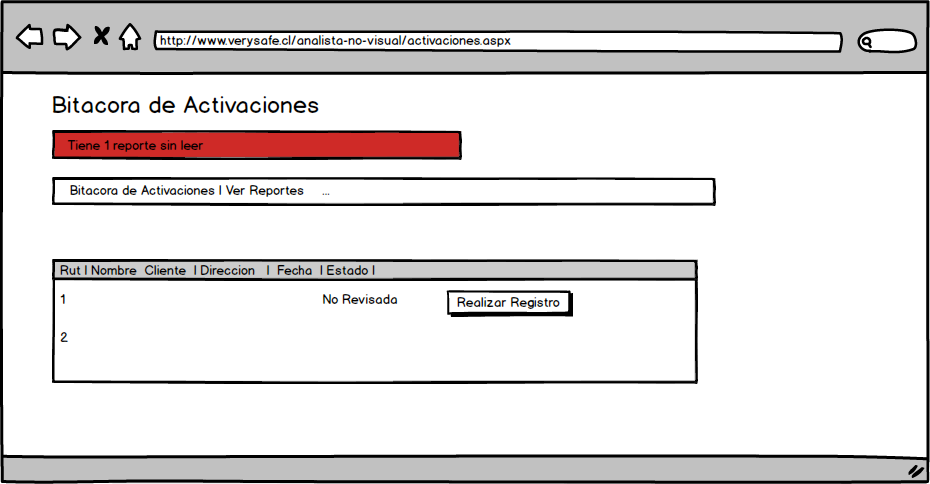 http://www.verysafe.cl/analista-no-visual/activaciones.aspx
Bitacora de Activaciones
Tiene 1 reporte sin leer
Bitacora de Activaciones | Ver Reportes ...
Rut | Nombre Cliente | Direccion | Fecha | Estado |
1 No Revisada Realizar Registro
2